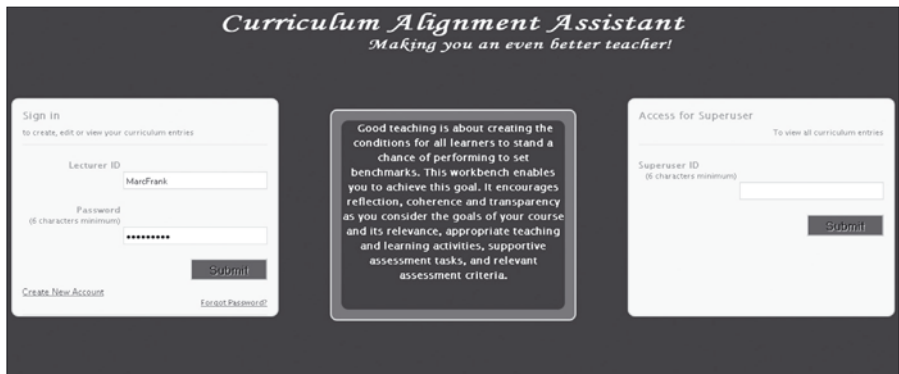 Curriculum Alignment Assistant
Making you an even better teacher!
Sign in
to create, edit or view your curriculum entries
Lecturer ID
MarcFrank
Password
(6 characters minimum)
•••••••••
Submit
Create New Account
Forgot Password?
Good teaching is about creating the
conditions for all learners to stand a
chance of performing to set
benchmarks. This workbench enables
you to achieve this goal. It encourages
reflection, coherence and transparency
as you consider the goals of your course
and its relevance, appropriate teaching
and learning activities, supportive
assessment tasks, and relevant
assessment criteria.
Access for Superuser
To view all curriculum entries
Superuser ID
(6 characters minimum)
Submit